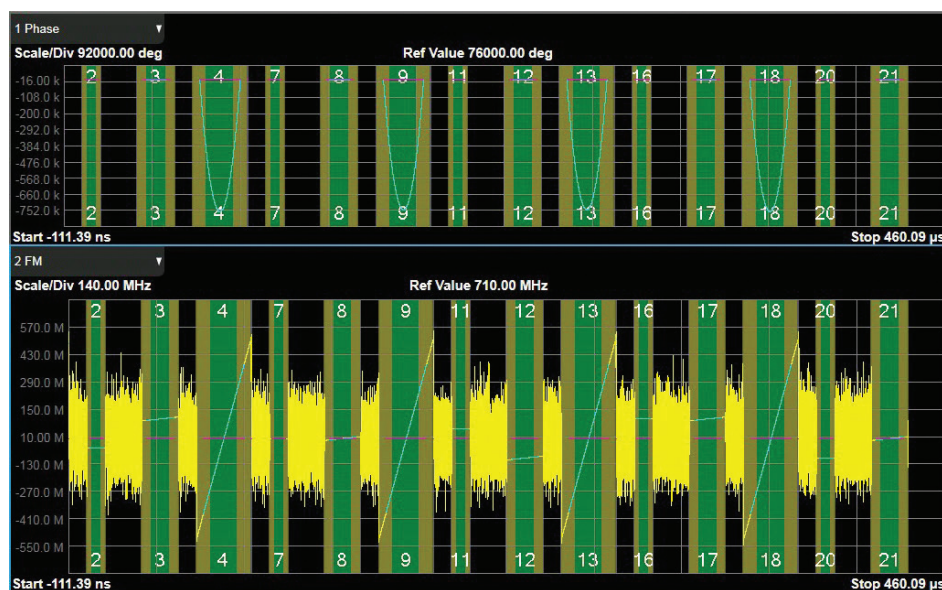 1 Phase
Scale/Div 92000.00 deg Ref Value 76000.00 deg
2 3 4 7 8 9 11 12 13 16 17 18 20 21
-16.00 k
-108.0 k
-200.0 k
-292.0 k
-384.0 k
-476.0 k
-568.0 k
-660.0 k
-752.0 k
2 3 4 7 8 9 11 12 13 16 17 18 20 21
Start -111.39 ns Stop 460.09 µs
2 FM
Scale/Div 140.00 MHz Ref Value 710.00 MHz
2 3 4 7 8 9 11 12 13 16 17 18 20 21
570.0 M
430.0 M
290.0 M
150.0 M
10.00 M
-130.0 M
-270.0 M
-410.0 M
-550.0 M
2 3 4 7 8 9 11 12 13 16 17 18 20 21
Start -111.39 ns Stop 460.09 µs